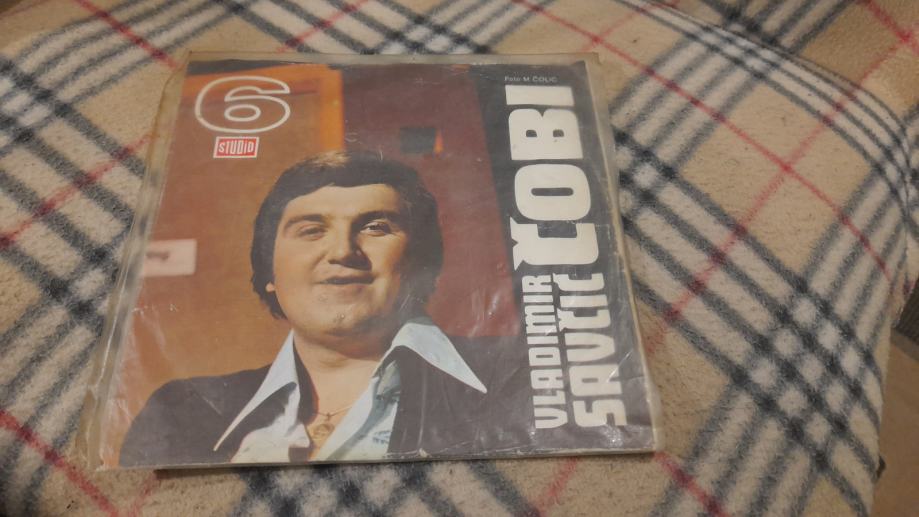 6
STUDIO
Foto M ČOLIĆ
VLADIMIR
SAVČIĆ
ČOBI